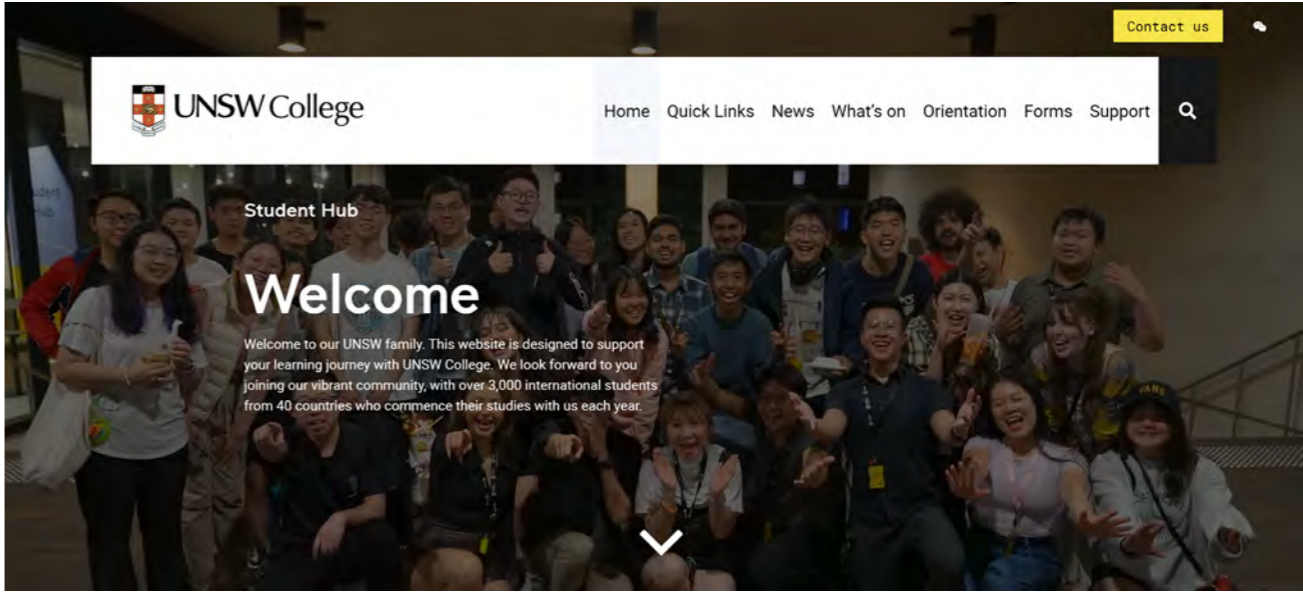 Contact us
UNSW College
Home Quick Links News What's on Orientation Forms Support
Student Hub
Welcome
Welcome to our UNSW family. This website is designed to support
your learning journey with UNSW College. We look forward to you
joining our vibrant community, with over 3,000 international students
from 40 countries who commence their studies with us each year.
VANS